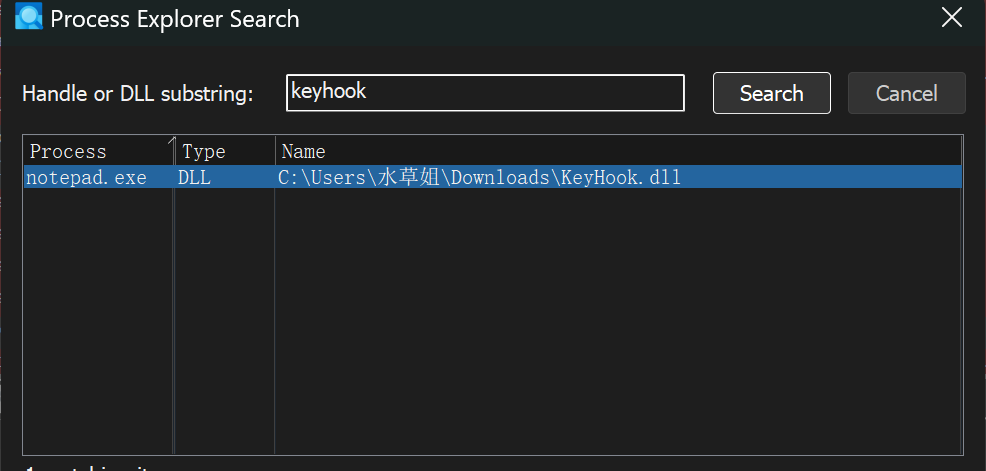 Process Explorer Search
Handle or DLL substring: keyhook Search Cancel
Process Type Name
notepad.exe DLL C:\Users\水草姐\Downloads\KeyHook.dll